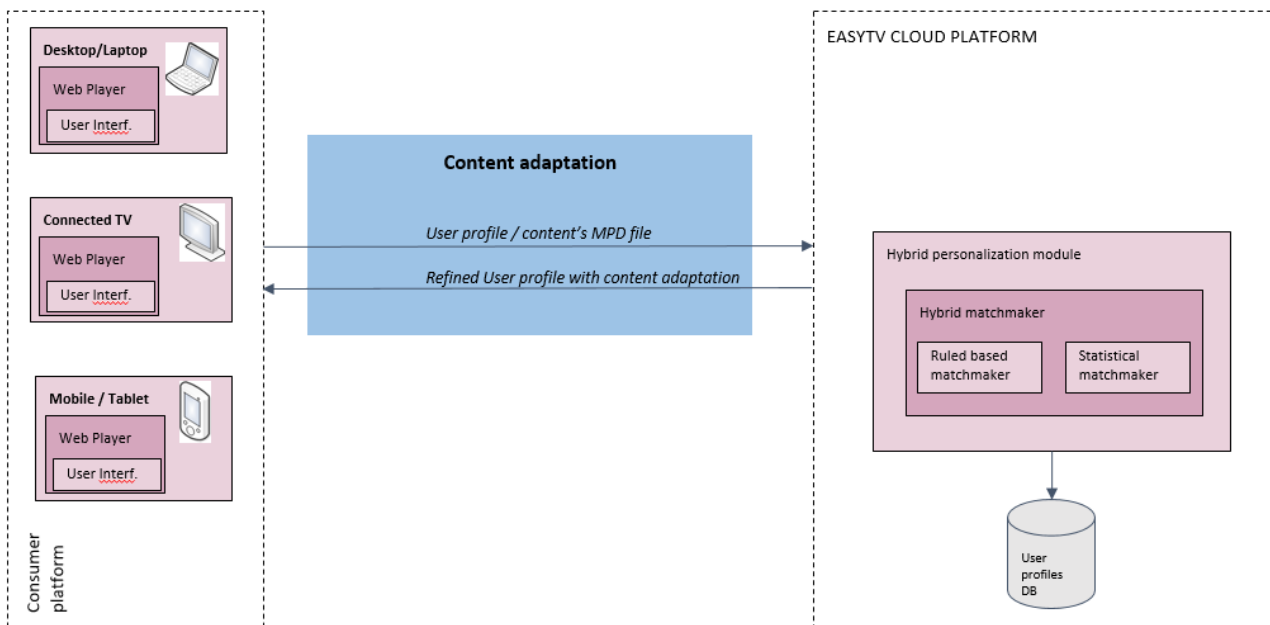 Desktop/Laptop
Web Player
User Interf.
Connected TV
Web Player
User Interf.
Mobile / Tablet
Web Player
User Interf.
Consumer
platform
Content adaptation
User profile / content's MPD file
Refined User profile with content adaptation
EASYTV CLOUD PLATFORM
Hybrid personalization module
Hybrid matchmaker
Ruled based
matchmaker
Statistical
matchmaker
User
profiles
DB